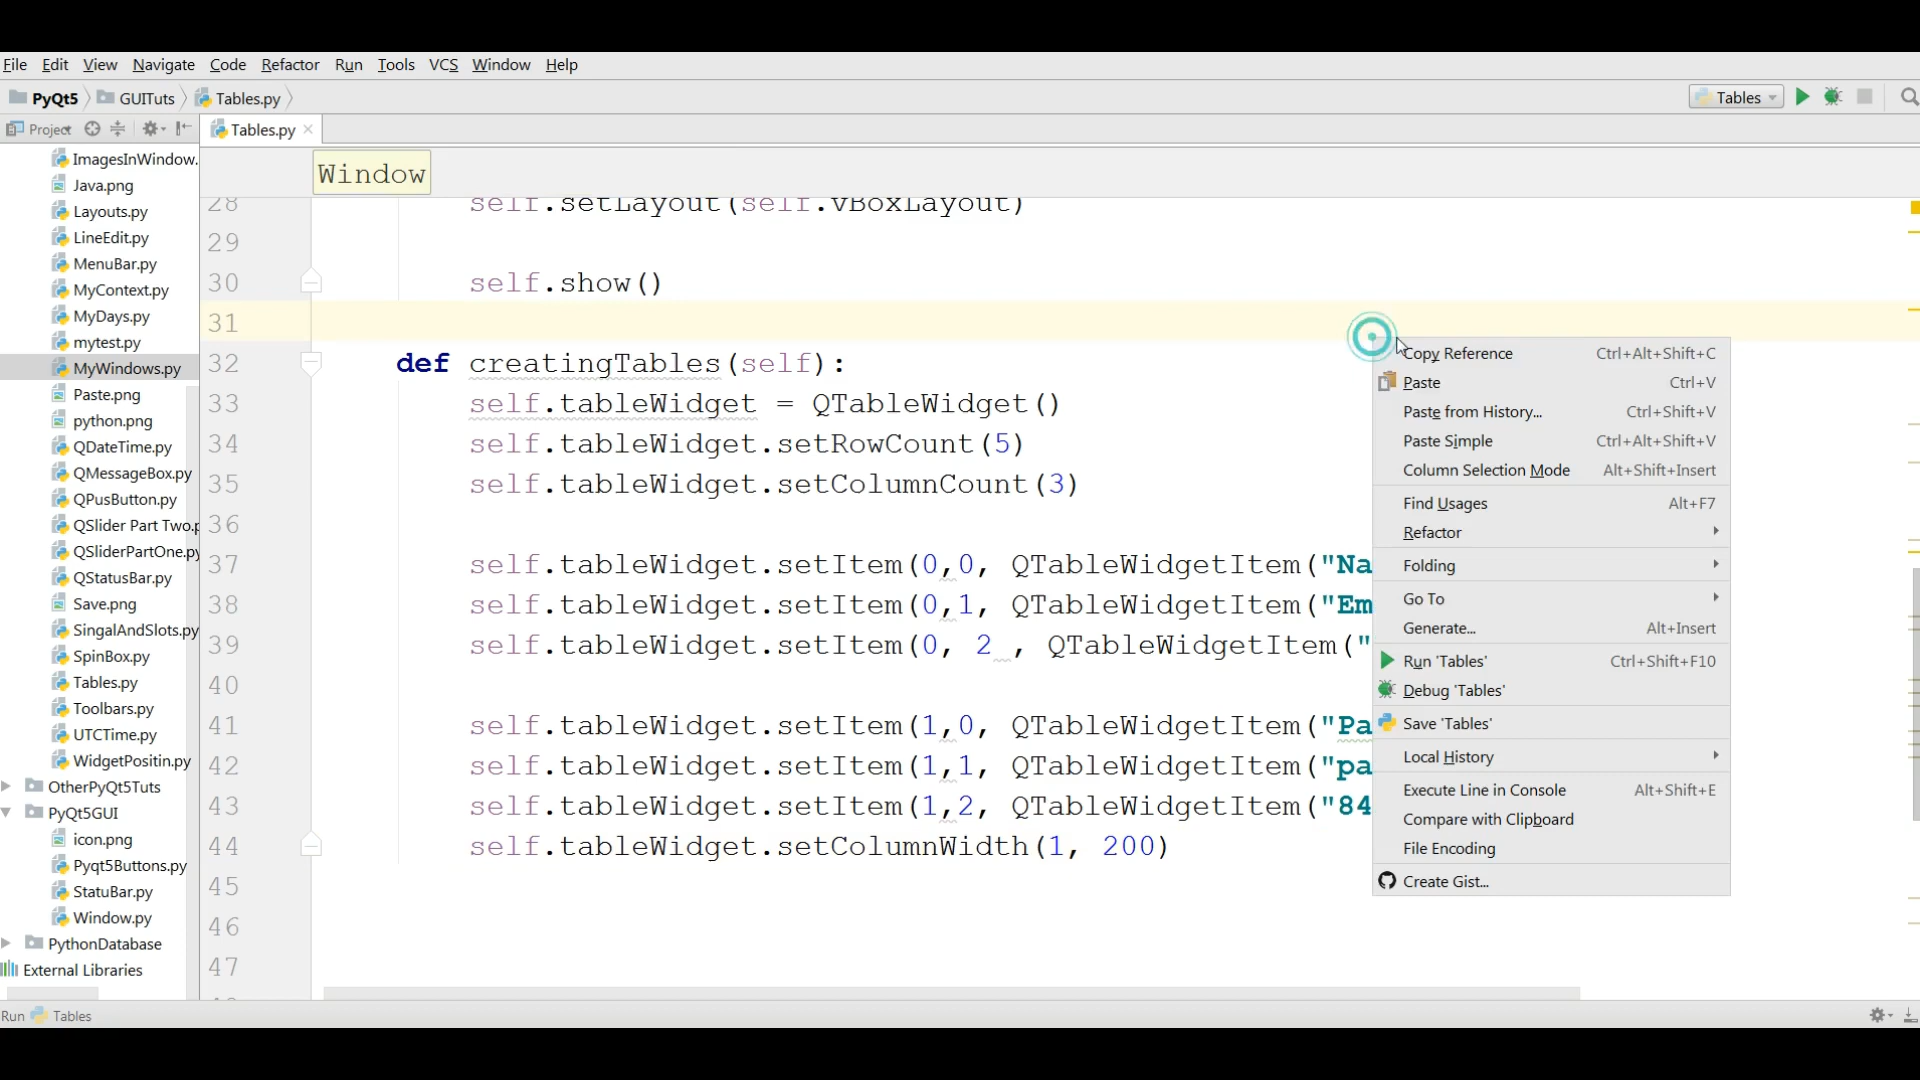 File Edit View Navigate Code Refactor Run Tools VCS Window Help
PyQt5 GUITuts Tables.py Tables
Project Tables.py
Window
ImagesInWindow.
Java.png
Layouts.py
LineEdit.py
MenuBar.py
MyContext.py
MyDays.py
mytest.py
MyWindows.py
Paste.png
python.png
QDateTime.py
QMessageBox.py
QPusButton.py
QSlider Part Two.p
QSliderPartOne.py
QStatusBar.py
Save.png
SingalAndSlots.py
SpinBox.py
Tables.py
Toolbars.py
UTCTime.py
WidgetPositin.py
OtherPyQt5Tuts
PyQt5GUI
icon.png
Pyqt5Buttons.py
StatuBar.py
Window.py
PythonDatabase
External Libraries
28 self.setLayout(self.vBoxLayout)
29
30 self.show()
31
32 def creatingTables(self):
33 self.tableWidget = QTableWidget()
34 self.tableWidget.setRowCount(5)
35 self.tableWidget.setColumnCount(3)
36
37 self.tableWidget.setItem(0,0, QTableWidgetItem("Na
38 self.tableWidget.setItem(0,1, QTableWidgetItem("Em
39 self.tableWidget.setItem(0, 2 , QTableWidgetItem("
40
41 self.tableWidget.setItem(1,0, QTableWidgetItem("Pa
42 self.tableWidget.setItem(1,1, QTableWidgetItem("pa
43 self.tableWidget.setItem(1,2, QTableWidgetItem("84
44 self.tableWidget.setColumnWidth(1, 200)
45
46
47
Copy Reference Ctrl+Alt+Shift+C
Paste Ctrl+V
Paste from History... Ctrl+Shift+V
Paste Simple Ctrl+Alt+Shift+V
Column Selection Mode Alt+Shift+Insert
Find Usages Alt+F7
Refactor
Folding
Go To
Generate... Alt+Insert
Run 'Tables' Ctrl+Shift+F10
Debug 'Tables'
Save 'Tables'
Local History
Execute Line in Console Alt+Shift+E
Compare with Clipboard
File Encoding
Create Gist...
Run Tables